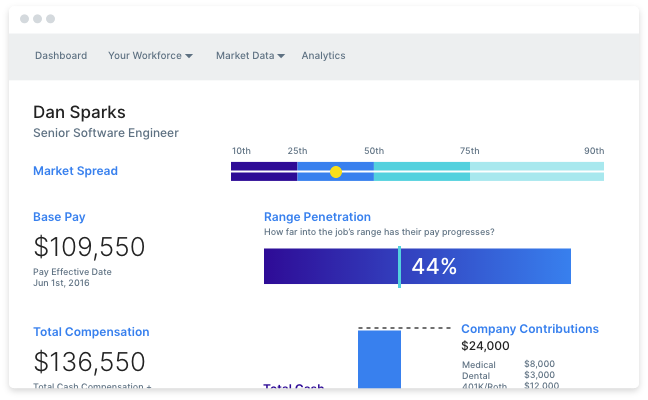 Dashboard Your Workforce Market Data Analytics
Dan Sparks
Senior Software Engineer
10th 25th 50th 75th 90th
Market Spread
Base Pay
$109,550
Pay Effective Date
Jun 1st, 2016
Range Penetration
How far into the job's range has their pay progresses?
44%
Total Compensation
$136,550
Total Cash Compensation +
Total Cash
Company Contributions
$24,000
Medical $8,000
Dental $3,000
401K/Roth $12,000